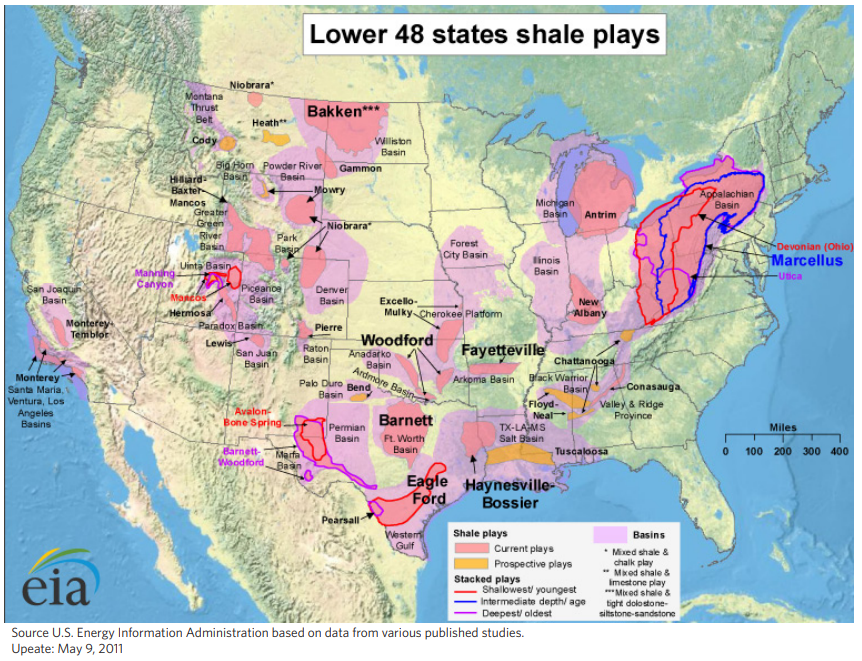 Lower 48 states shale plays
Niobrara*
Montana
Thrust
Belt
Bakken***
Heath**
Cody
Williston
Basin
Big Horn
Basin
Powder River
Basin
Gammon
Hilliard-
Baxter-
Mancos
Mowry
Greater
Green
River
Basin
Park
Basin
Niobrara*
Michigan
Basin
Antrim
Appalachian
Basin
Devonian (Ohio)
Marcellus
Utica
Forest
City Basin
Illinois
Basin
Uinta Basin
Manning
Canyon
Mancos
Piceance
Basin
Denver
Basin
San Joaquin
Basin
Hermosa
Excello-
Mulky
Cherokee Platform
New
Albany
Monterey-
Temblor
Paradox Basin
Pierre
Lewis
San Juan
Basin
Raton
Basin
Woodford
Anadarko
Basin
Fayetteville
Chattanooga
Monterey
Santa Maria,
Ventura, Los
Angeles
Basins
Palo Duro
Basin
Bend
Ardmore Basin
Arkoma Basin
Black Warrior
Basin
Conasauga
Floyd-
Neal
Valley & Ridge
Province
Avalon-
Bone Spring
Permian
Basin
Barnett
Ft. Worth
Basin
TX-LA-MS
Salt Basin
Tuscaloosa
Barnett-
Woodford
Marfa
Basin
Eagle
Ford
Haynesville-
Bossier
Pearsall
Western
Gulf
Miles
0 100 200 300 400
Shale plays
Current plays
Prospective plays
Stacked plays
Shallowest/ youngest
Intermediate depth/ age
Deepest/ oldest
Basins
* Mixed shale &
chalk play
** Mixed shale &
limestone play
***Mixed shale &
tight dolostone-
siltstone-sandstone
eia
Source U.S. Energy Information Administration based on data from various published studies.
Upeate: May 9, 2011